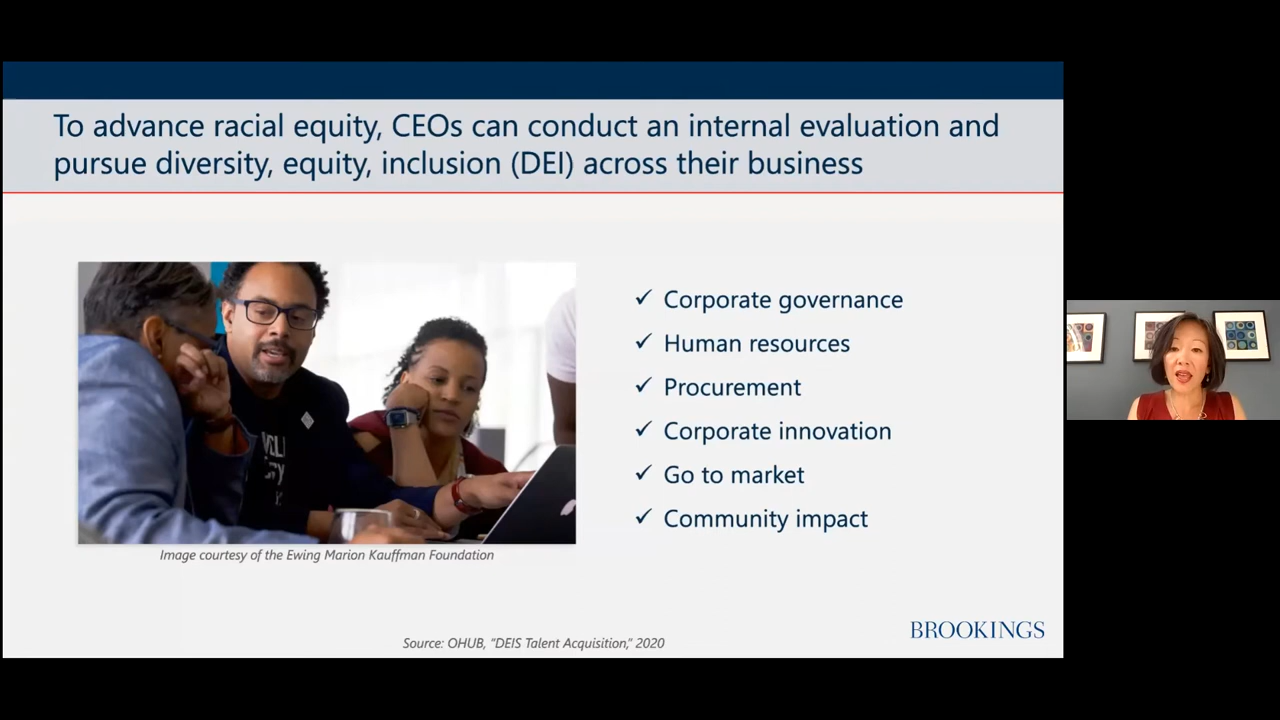 To advance racial equity, CEOs can conduct an internal evaluation and
pursue diversity, equity, inclusion (DEI) across their business
✓ Corporate governance
✓ Human resources
✓ Procurement
✓ Corporate innovation
✓ Go to market
✓ Community impact
Image courtesy of the Ewing Marion Kauffman Foundation
Source: OHUB, “DEIS Talent Acquisition,” 2020
BROOKINGS